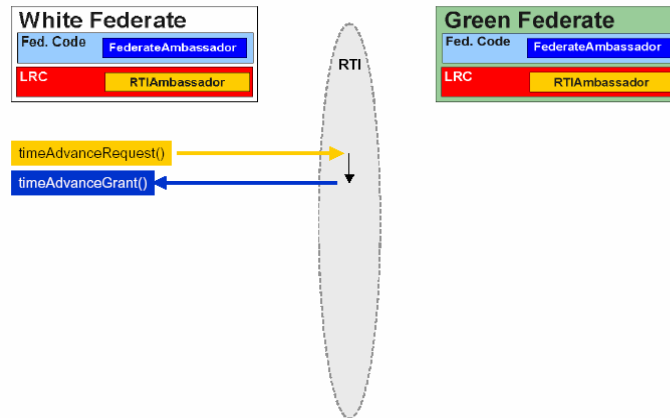 White Federate
Fed. Code
FederateAmbassador
LRC
RTIAmbassador
RTI
Green Federate
Fed. Code
FederateAmbassador
LRC
RTIAmbassador
timeAdvanceRequest()
timeAdvanceGrant()